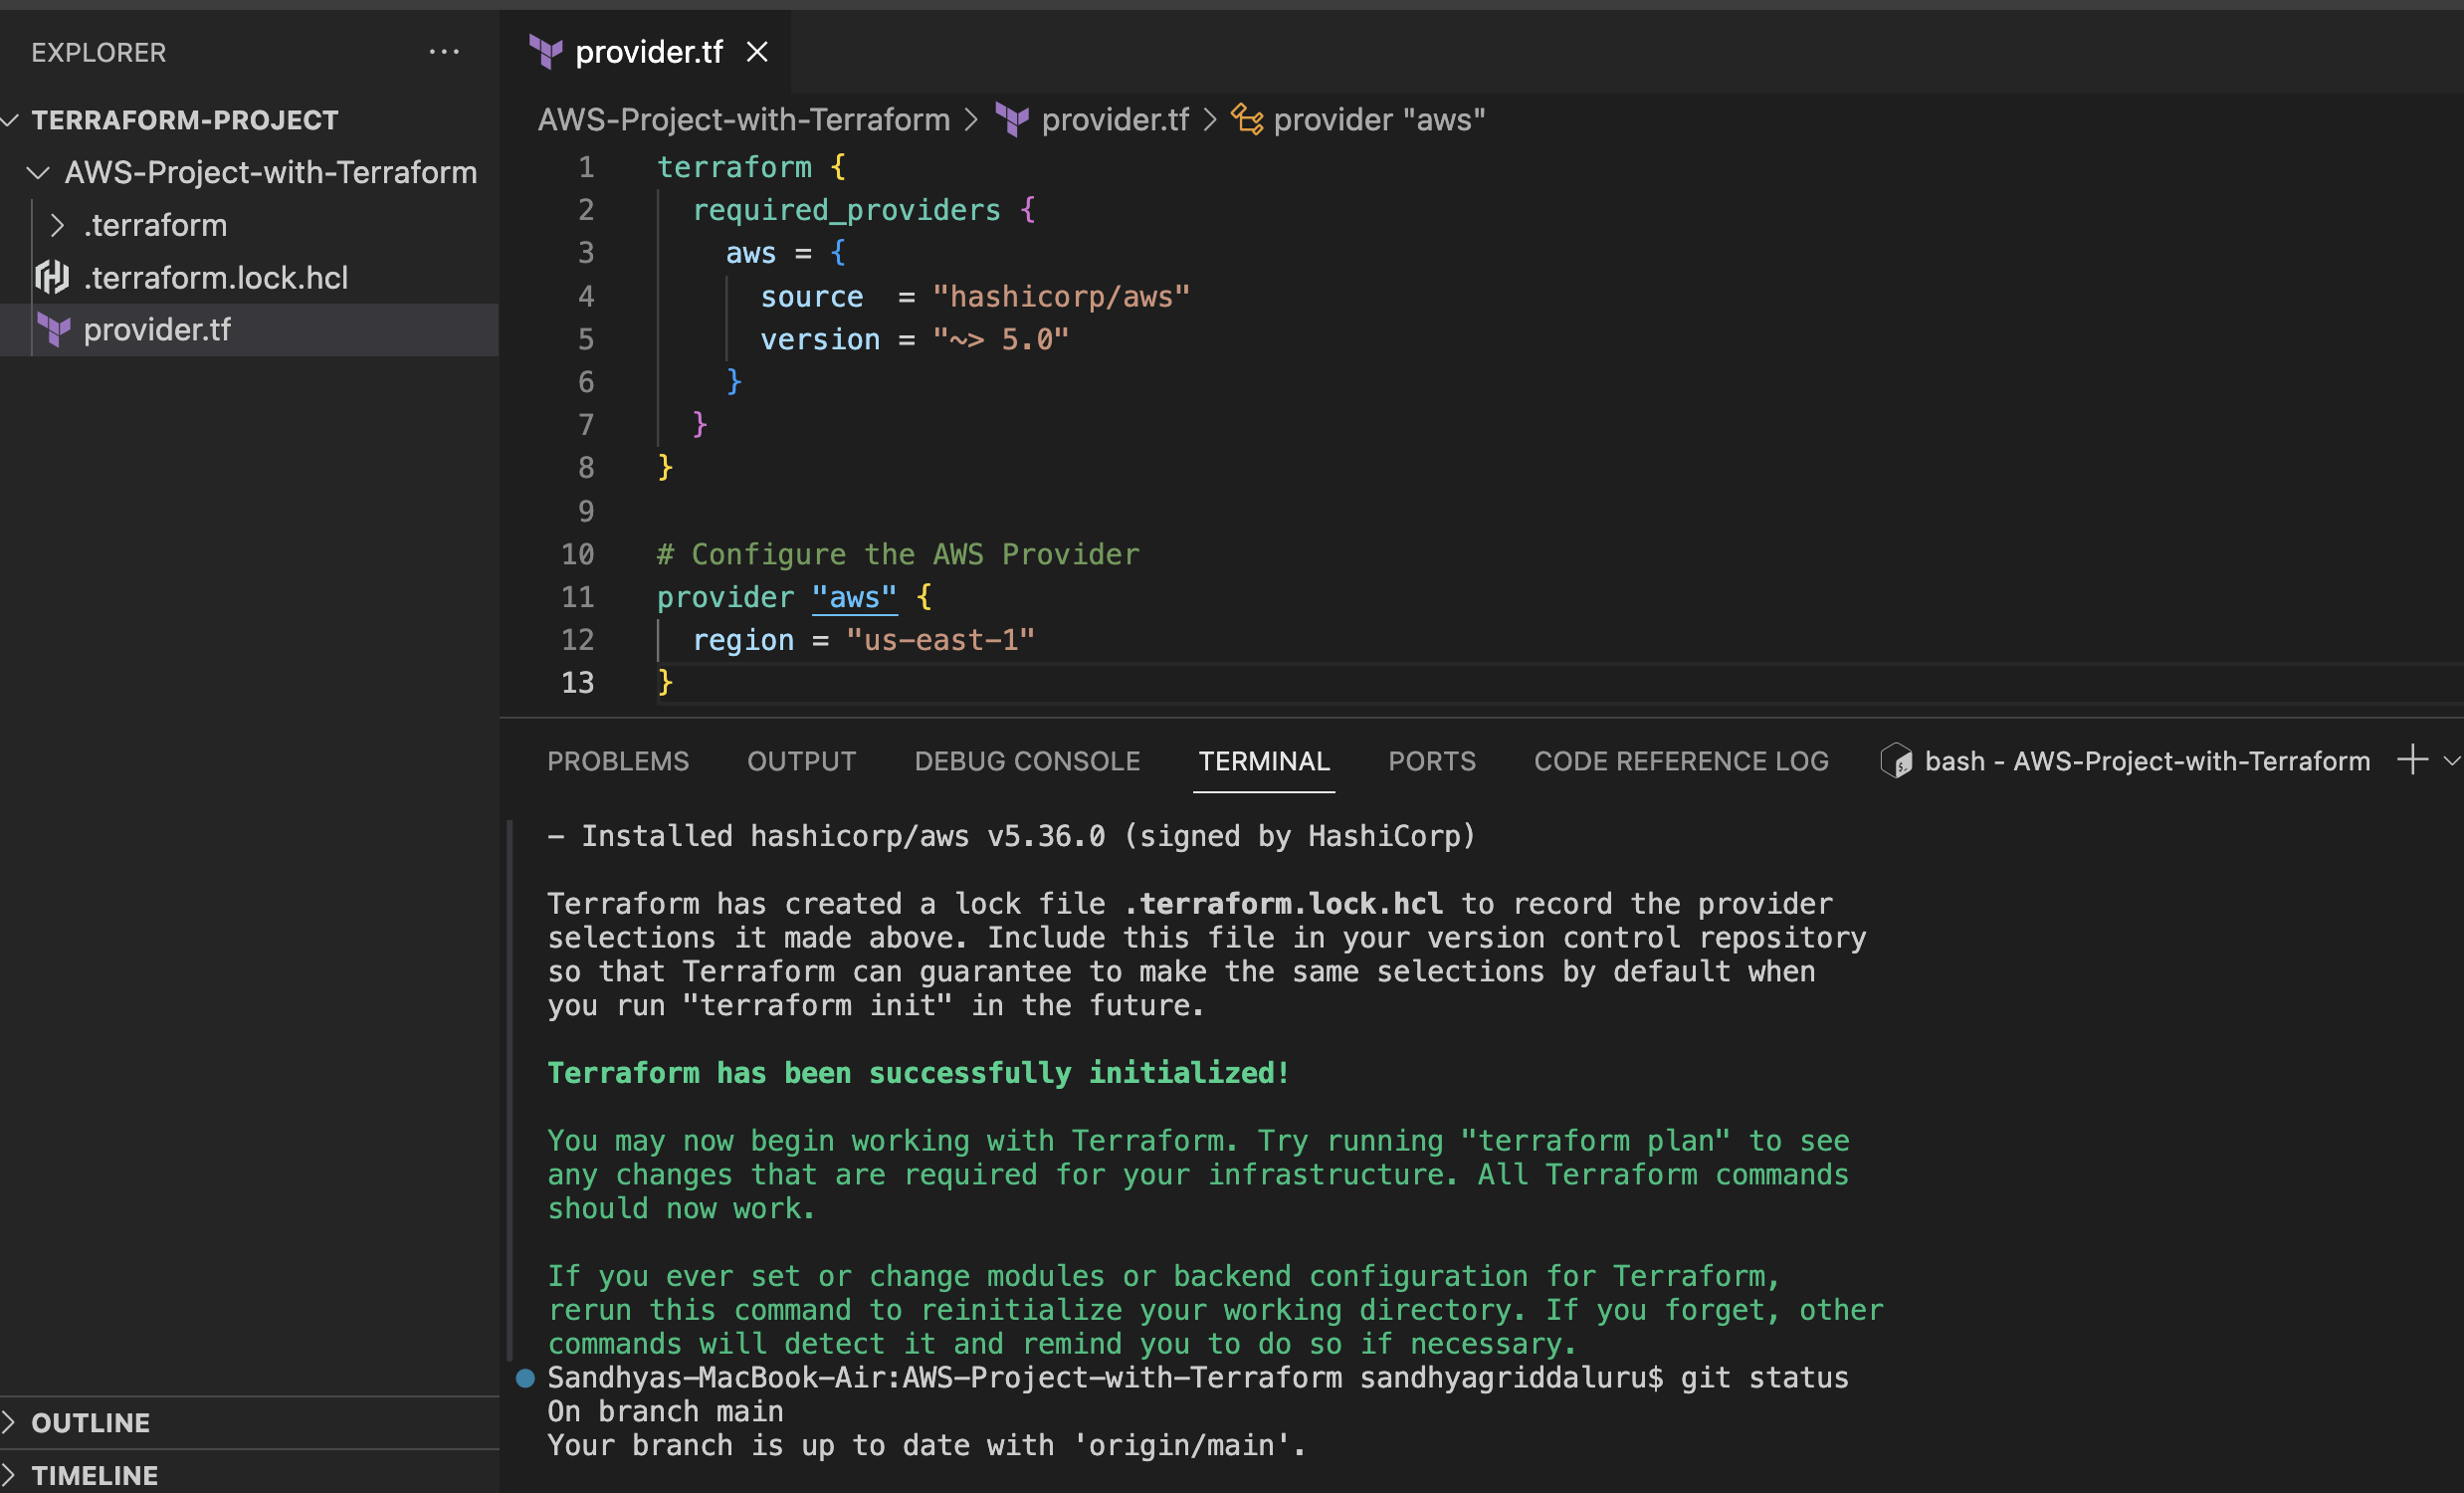 EXPLORER
TERRAFORM-PROJECT
AWS-Project-with-Terraform
.terraform
.terraform.lock.hcl
provider.tf
OUTLINE
TIMELINE
provider.tf
AWS-Project-with-Terraform > provider.tf > provider "aws"
1 terraform {
2 required_providers {
3 aws = {
4 source  = "hashicorp/aws"
5 version = "~> 5.0"
6 }
7 }
8 }
9
10 # Configure the AWS Provider
11 provider "aws" {
12 region = "us-east-1"
13 }
PROBLEMS OUTPUT DEBUG CONSOLE TERMINAL PORTS CODE REFERENCE LOG bash - AWS-Project-with-Terraform
- Installed hashicorp/aws v5.36.0 (signed by HashiCorp)
Terraform has created a lock file .terraform.lock.hcl to record the provider
selections it made above. Include this file in your version control repository
so that Terraform can guarantee to make the same selections by default when
you run "terraform init" in the future.
Terraform has been successfully initialized!
You may now begin working with Terraform. Try running "terraform plan" to see
any changes that are required for your infrastructure. All Terraform commands
should now work.
If you ever set or change modules or backend configuration for Terraform,
rerun this command to reinitialize your working directory. If you forget, other
commands will detect it and remind you to do so if necessary.
Sandhyas-MacBook-Air:AWS-Project-with-Terraform sandhyagriddaluru$ git status
On branch main
Your branch is up to date with 'origin/main'.